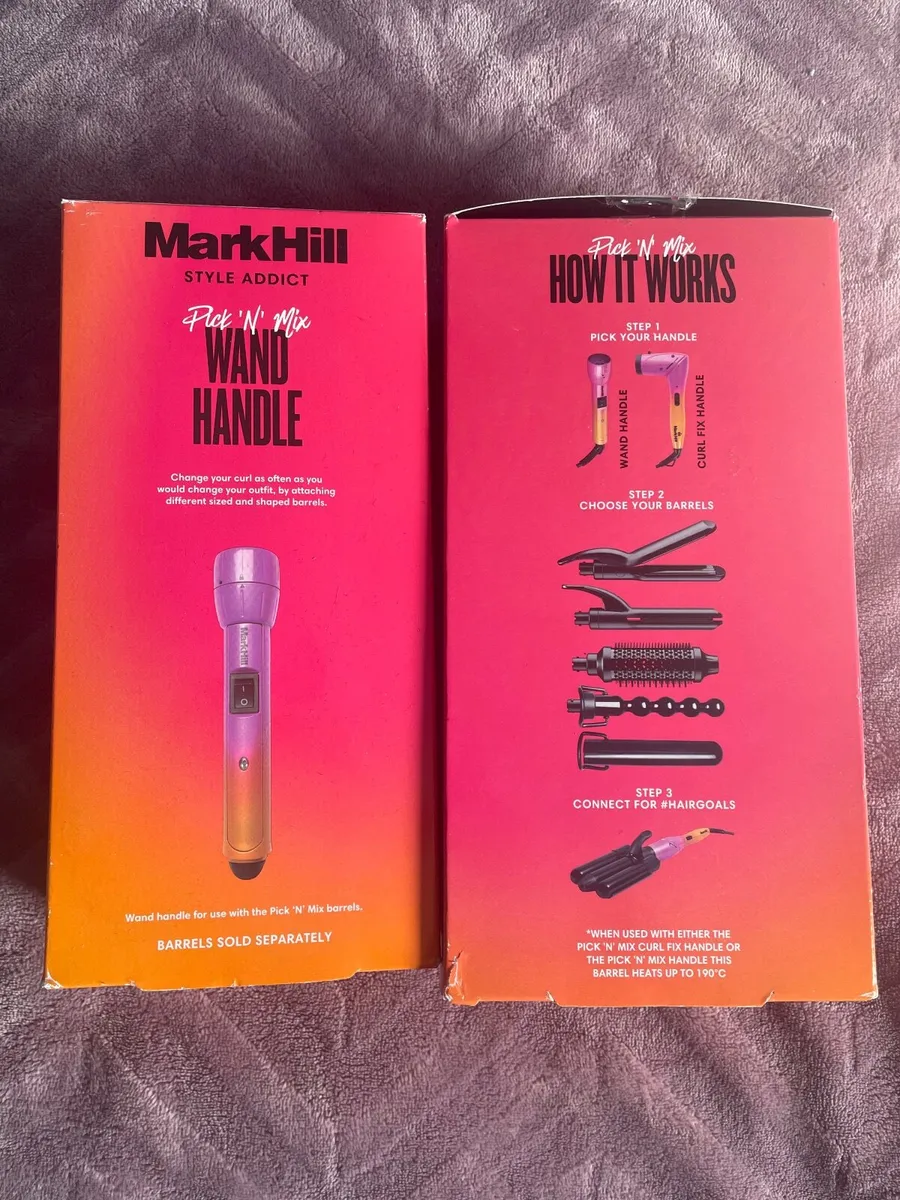 MarkHill
STYLE ADDICT
Pick 'N' Mix
WAND
HANDLE
Change your curl as often as you
would change your outfit, by attaching
different sized and shaped barrels.
MarkHill
Wand handle for use with the Pick 'N' Mix barrels.
BARRELS SOLD SEPARATELY
Pick 'N' Mix
HOW IT WORKS
STEP 1
PICK YOUR HANDLE
WAND HANDLE
MarkHill
CURL FIX HANDLE
STEP 2
CHOOSE YOUR BARRELS
STEP 3
CONNECT FOR #HAIRGOALS
*WHEN USED WITH EITHER THE
PICK 'N' MIX CURL FIX HANDLE OR
THE PICK 'N' MIX HANDLE THIS
BARREL HEATS UP TO 190°C